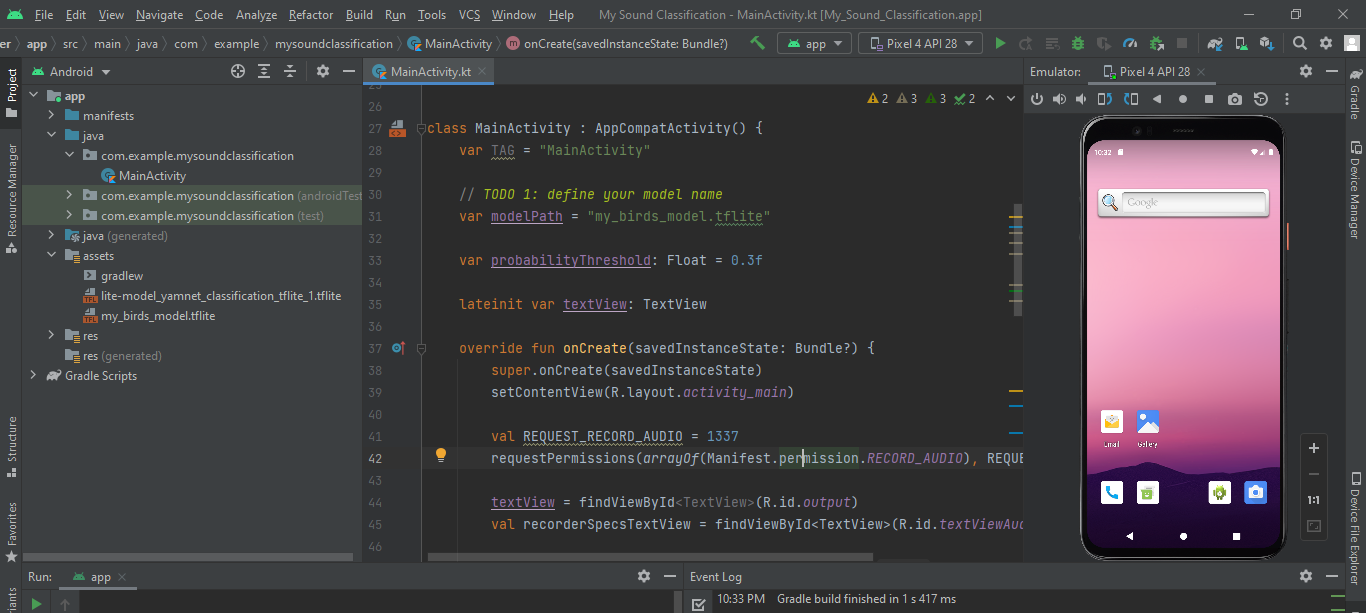 File Edit View Navigate Code Analyze Refactor Build Run Tools VCS Window Help My Sound Classification - MainActivity.kt [My_Sound_Classification.app]
er app src main java com example mysoundclassification MainActivity onCreate(savedInstanceState: Bundle?) app Pixel 4 API 28
Project
Resource Manager
Structure
Favorites
riants
Android
app
manifests
java
com.example.mysoundclassification
MainActivity
com.example.mysoundclassification (androidTest
com.example.mysoundclassification (test)
java (generated)
assets
gradlew
lite-model_yamnet_classification_tflite_1.tflite
my_birds_model.tflite
res
res (generated)
Gradle Scripts
MainActivity.kt
2 3 3 2
25
26
27 class MainActivity : AppCompatActivity() {
28 var TAG = "MainActivity"
29
30 // TODO 1: define your model name
31 var modelPath = "my_birds_model.tflite"
32
33 var probabilityThreshold: Float = 0.3f
34
35 lateinit var textView: TextView
36
37 override fun onCreate(savedInstanceState: Bundle?) {
38 super.onCreate(savedInstanceState)
39 setContentView(R.layout.activity_main)
40
41 val REQUEST_RECORD_AUDIO = 1337
42 requestPermissions(arrayOf(Manifest.permission.RECORD_AUDIO), REQUE
43
44 textView = findViewById<TextView>(R.id.output)
45 val recorderSpecsTextView = findViewById<TextView>(R.id.textViewAud
46
Emulator: Pixel 4 API 28
10:32
Google
Email
Gallery
1:1
Gradle
Device Manager
Device File Explorer
Run: app
Event Log
10:33 PM Gradle build finished in 1 s 417 ms